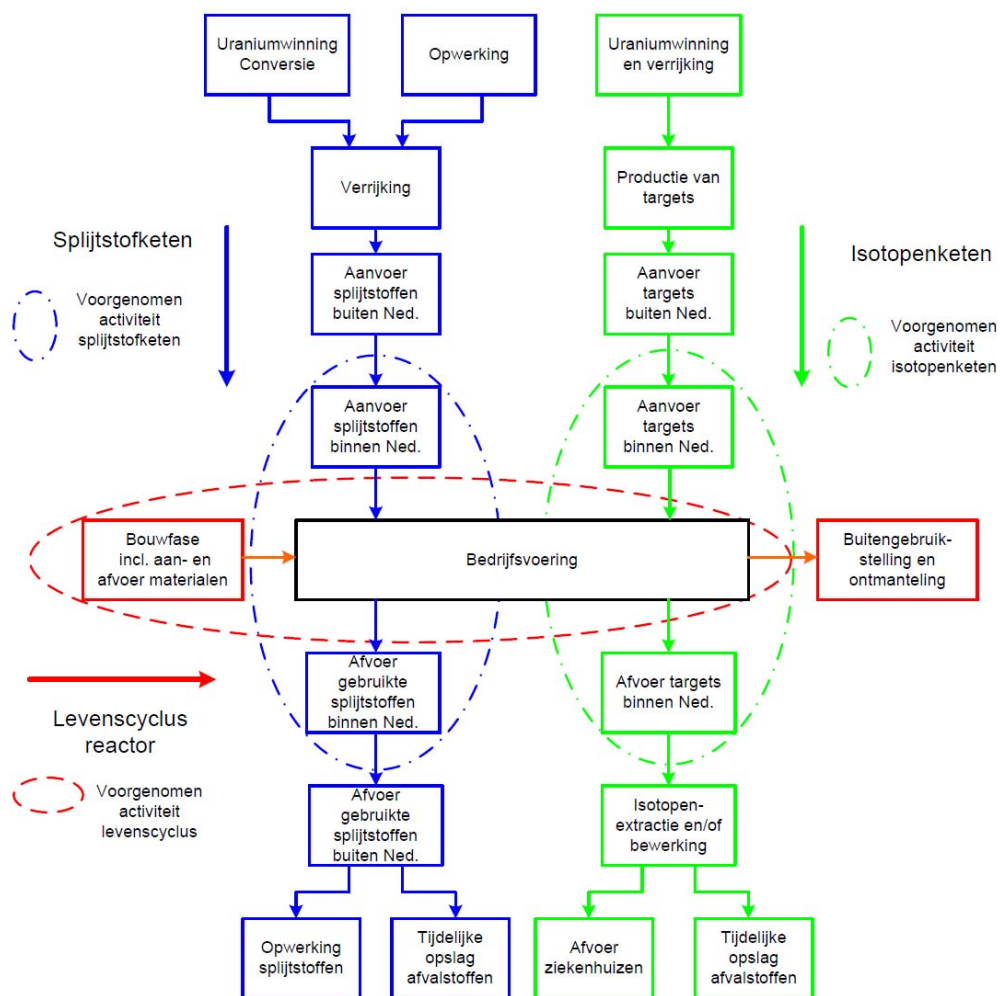 Uraniumwinning
Conversie
Opwerking
Uraniumwinning
en verrijking
Verrijking
Productie van
targets
Splijtstofketen
Isotopenketen
Voorgenomen
activiteit
splijtstofketen
Voorgenomen
activiteit
isotopenketen
Aanvoer
splijtstoffen
buiten Ned.
Aanvoer
targets
buiten Ned.
Aanvoer
splijtstoffen
binnen Ned.
Aanvoer
targets
binnen Ned.
Bouwfase
incl. aan- en
afvoer materialen
Bedrijfsvoering
Buitengebruik-
stelling en
ontmanteling
Afvoer
gebruikte
splijtstoffen
binnen Ned.
Afvoer targets
binnen Ned.
Levenscyclus
reactor
Voorgenomen
activiteit
levenscyclus
Afvoer
gebruikte
splijtstoffen
buiten Ned.
Isotopen-
extractie en/of
bewerking
Opwerking
splijtstoffen
Tijdelijke
opslag
afvalstoffen
Afvoer
ziekenhuizen
Tijdelijke
opslag
afvalstoffen